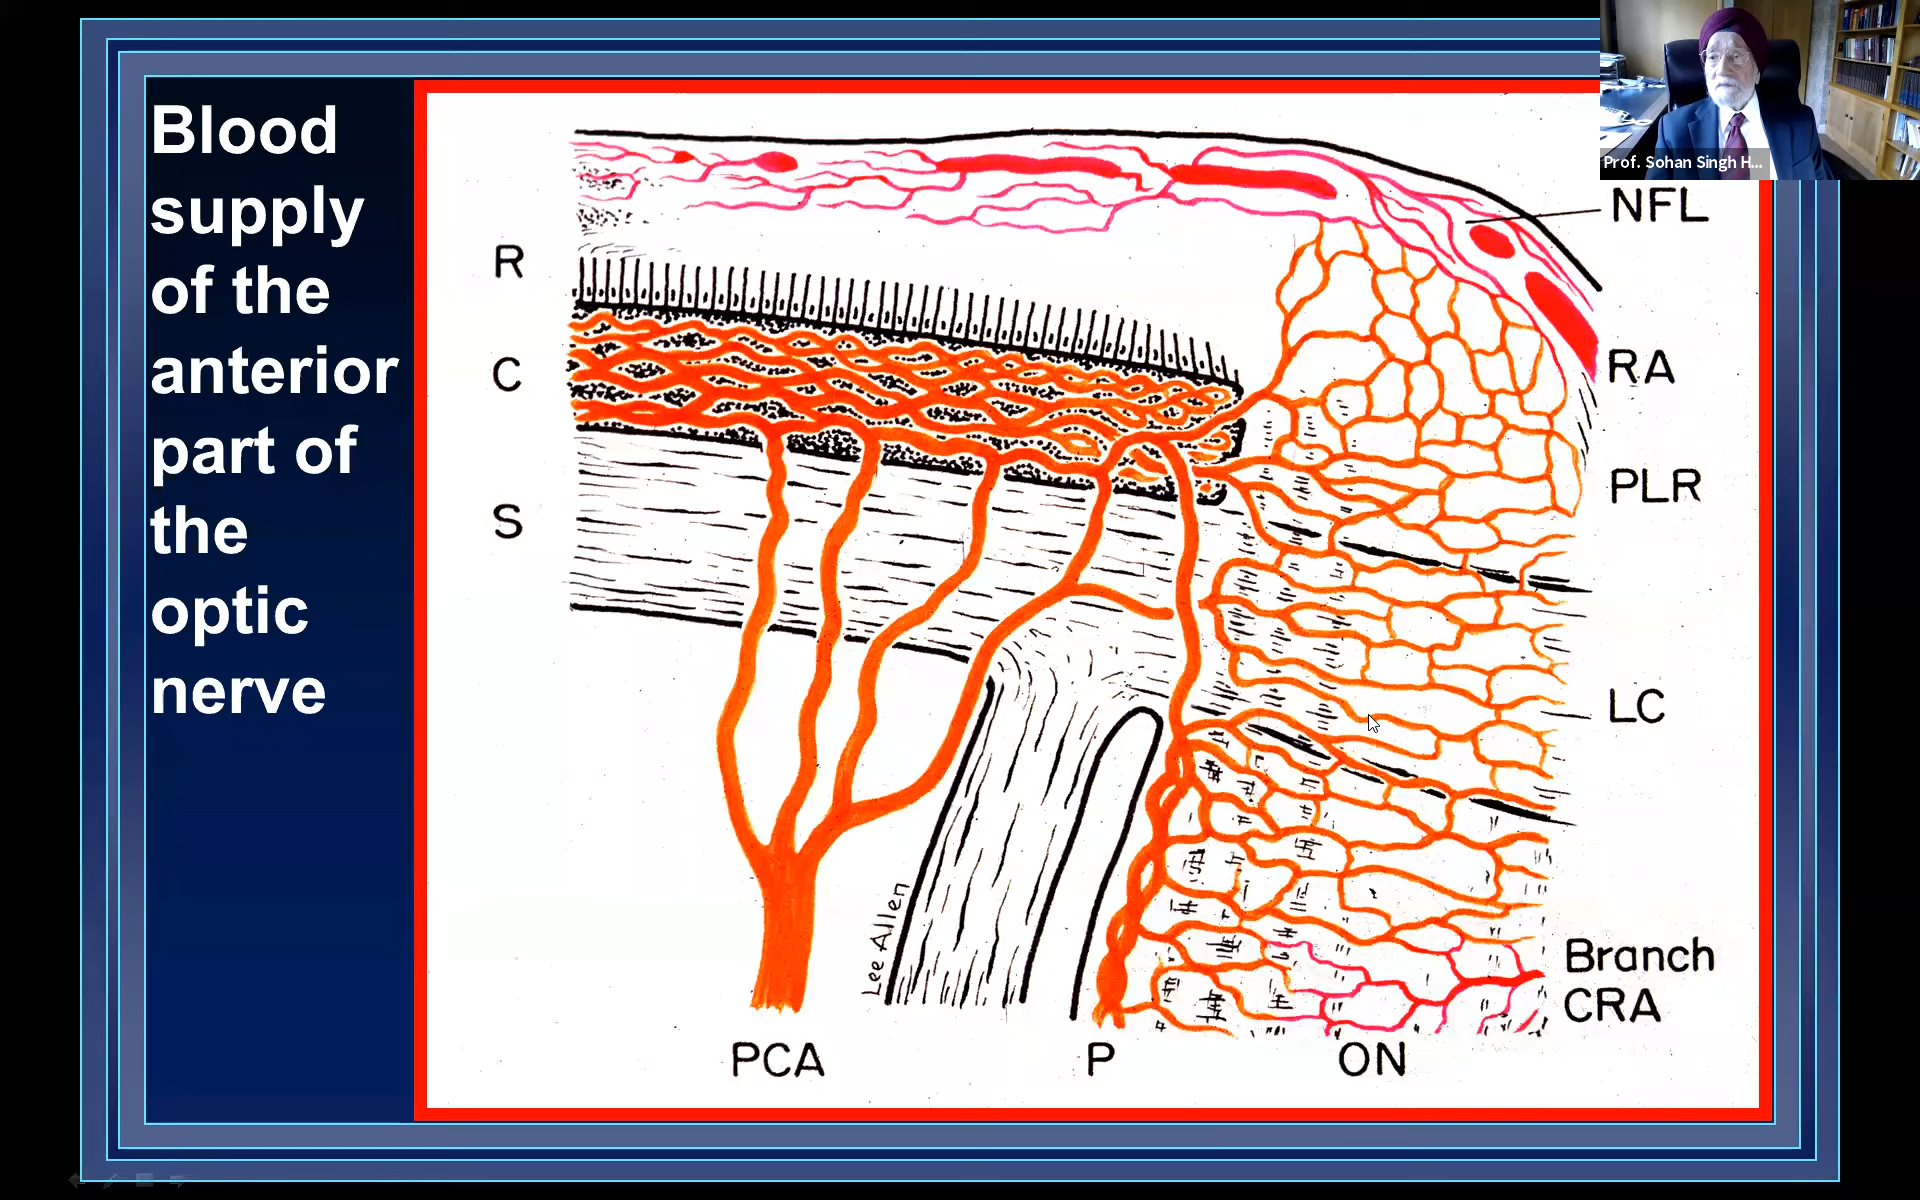 Blood
supply
of the
anterior
part of
the
optic
nerve
Prof. Sohan Singh H...
NFL
R
RA
C
PLR
S
LC
Lee Allen
Branch
CRA
PCA
P
ON